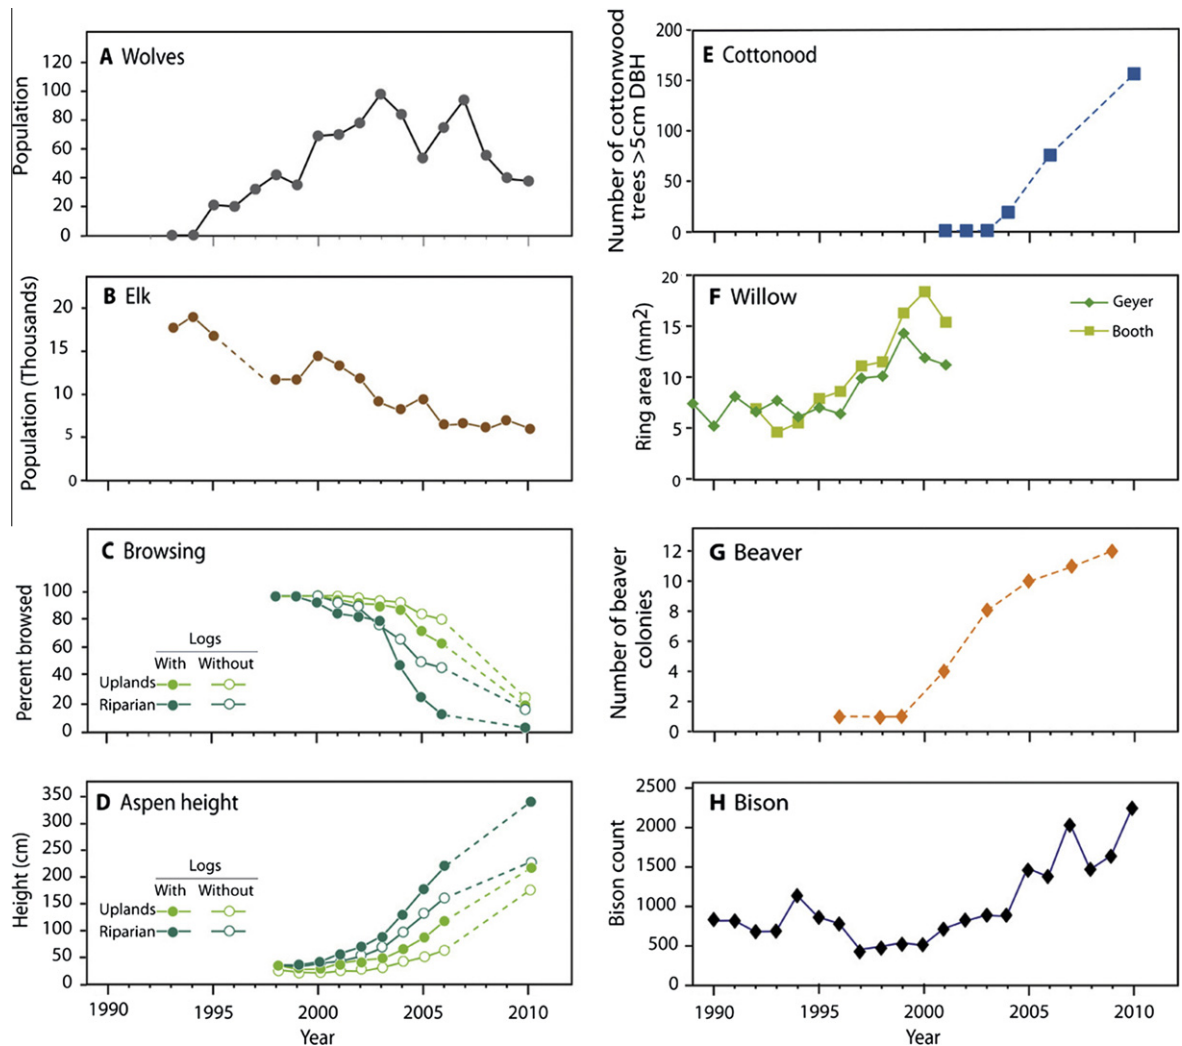 A Wolves
Population
120
100
80
60
40
20
0
B Elk
Population (Thousands)
20
15
10
5
0
C Browsing
Percent browsed
100
80
60
40
20
0
Logs
With Without
Uplands
Riparian
D Aspen height
Height (cm)
350
300
250
200
150
100
50
0
Logs
With Without
Uplands
Riparian
1990 1995 2000 2005 2010
Year
E Cottonood
Number of cottonwood
trees >5cm DBH
200
150
100
50
0
F Willow
Ring area (mm2)
20
15
10
5
0
Geyer
Booth
G Beaver
Number of beaver
colonies
12
10
8
6
4
2
0
H Bison
Bison count
2500
2000
1500
1000
500
0
1990 1995 2000 2005 2010
Year